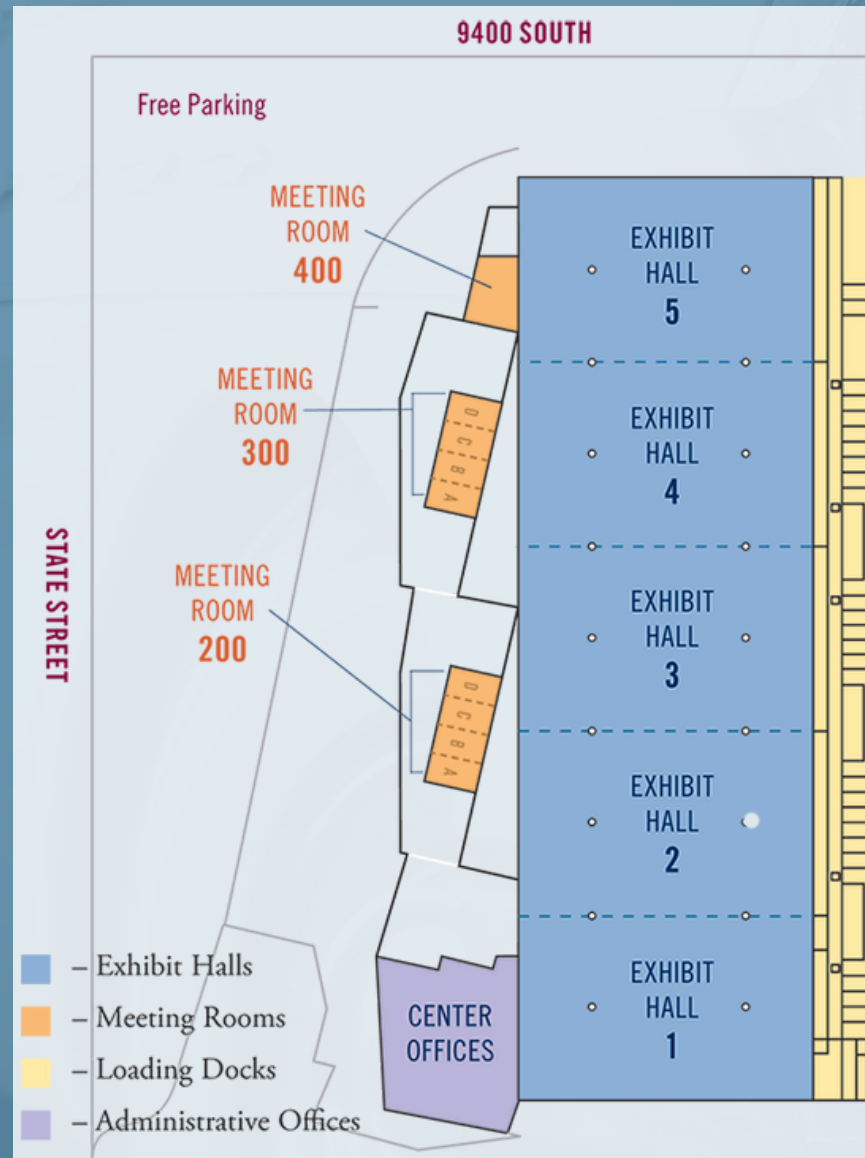 9400 SOUTH
Free Parking
MEETING
ROOM
400
EXHIBIT
HALL
5
MEETING
ROOM
300
D
C
B
A
EXHIBIT
HALL
4
STATE STREET
MEETING
ROOM
200
D
C
B
A
EXHIBIT
HALL
3
EXHIBIT
HALL
2
EXHIBIT
HALL
1
CENTER
OFFICES
– Exhibit Halls
– Meeting Rooms
– Loading Docks
– Administrative Offices